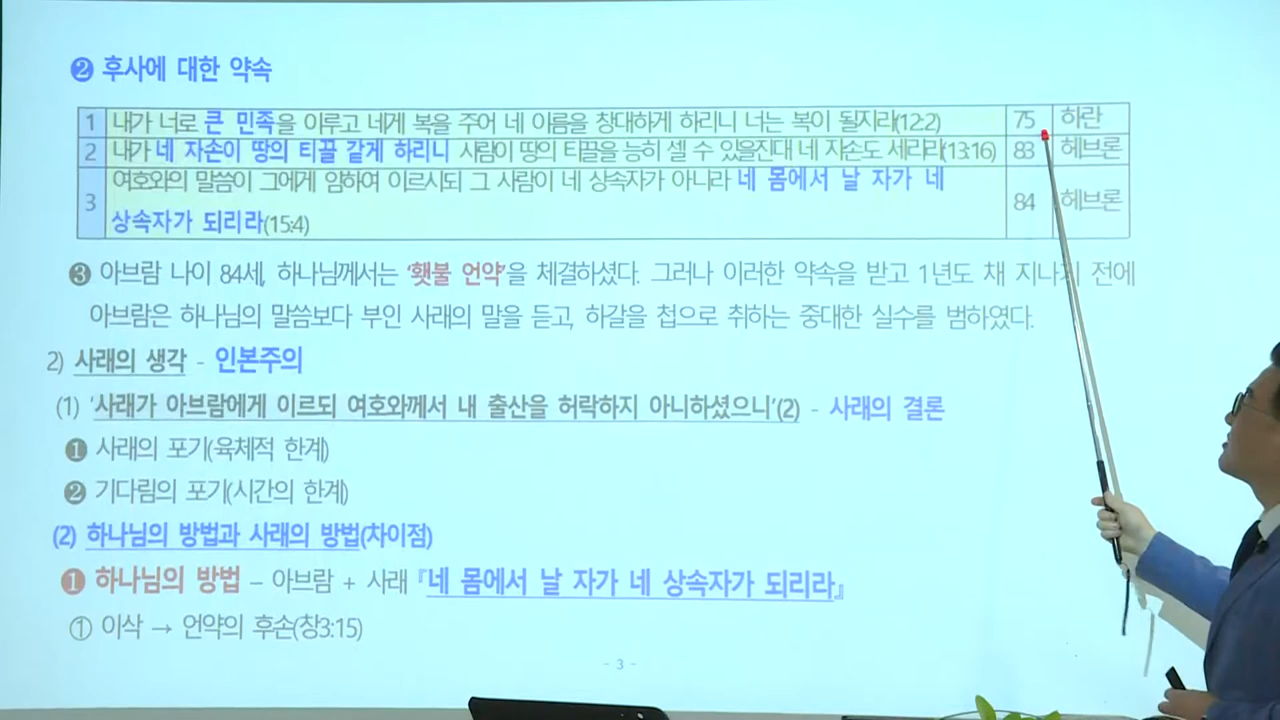 ❷ 후사에 대한 약속
1 내가 너로 큰 민족을 이루고 네게 복을 주어 네 이름을 창대하게 하리니 너는 복이 될지라(12:2) 75 하란
2 내가 네 자손이 땅의 티끌 같게 하리니 사람이 땅의 티끌을 능히 셀 수 있을진대 네 자손도 세리라(13:16) 83 헤브론
3 여호와의 말씀이 그에게 임하여 이르시되 그 사람이 네 상속자가 아니라 네 몸에서 날 자가 네
상속자가 되리라(15:4) 84 헤브론
❸ 아브람 나이 84세, 하나님께서는 '횃불 언약'을 체결하셨다. 그러나 이러한 약속을 받고 1년도 채 지나기 전에
아브람은 하나님의 말씀보다 부인 사래의 말을 듣고, 하갈을 첩으로 취하는 중대한 실수를 범하였다.
2) 사래의 생각 - 인본주의
(1) '사래가 아브람에게 이르되 여호와께서 내 출산을 허락하지 아니하셨으니'(2) - 사래의 결론
❶ 사래의 포기(육체적 한계)
❷ 기다림의 포기(시간의 한계)
(2) 하나님의 방법과 사래의 방법(차이점)
❶ 하나님의 방법 – 아브람 + 사래 『네 몸에서 날 자가 네 상속자가 되리라』
① 이삭 → 언약의 후손(창3:15)
- 3 -